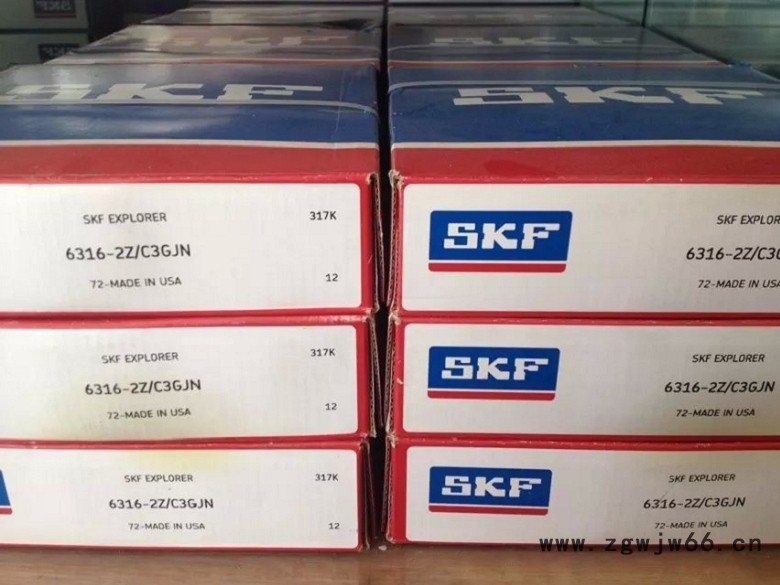 SKF
SKF
SKF EXPLORER
317K
6316-2Z/C3GJN
72-MADE IN USA
12
SKF
SKF EXPLOR
6316-2Z/C3G
72-MADE IN US
SKF EXPLORER
317K
6316-2Z/C3GJN
72-MADE IN USA
12
SKF
SKF EXPLORER
6316-2Z/C3GJN
72-MADE IN USA
SKF EXPLORER
317K
6316-2Z/C3GJN
72-MADE IN USA
12
SKF
SKF EXPLORER
6316-2Z/C3GJN
72-MADE IN USA
www.zgwjw66.cn